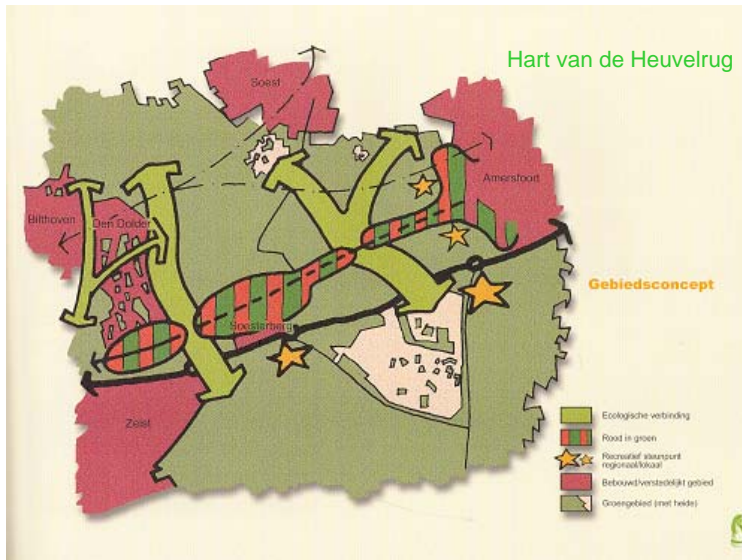 Hart van de Heuvelrug
Soest
Amersfoort
Bilthoven
Den Dolder
Soesterberg
Zeist
Gebiedsconcept
Ecologische verbinding
Rood in groen
Recreatief steunpunt
regionaal/lokaal
Bebouwd/verstedelijkt gebied
Groengebied (met heide)